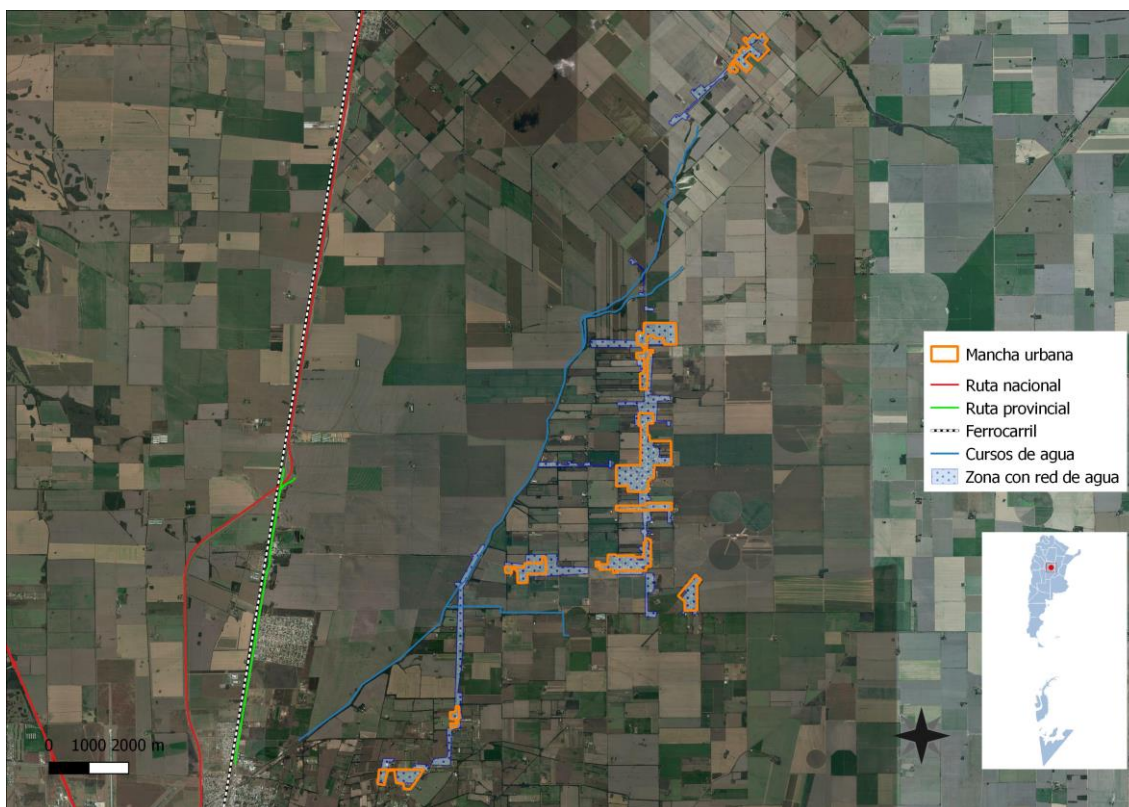 Mancha urbana
Ruta nacional
Ruta provincial
Ferrocarril
Cursos de agua
Zona con red de agua
0 1000 2000 m